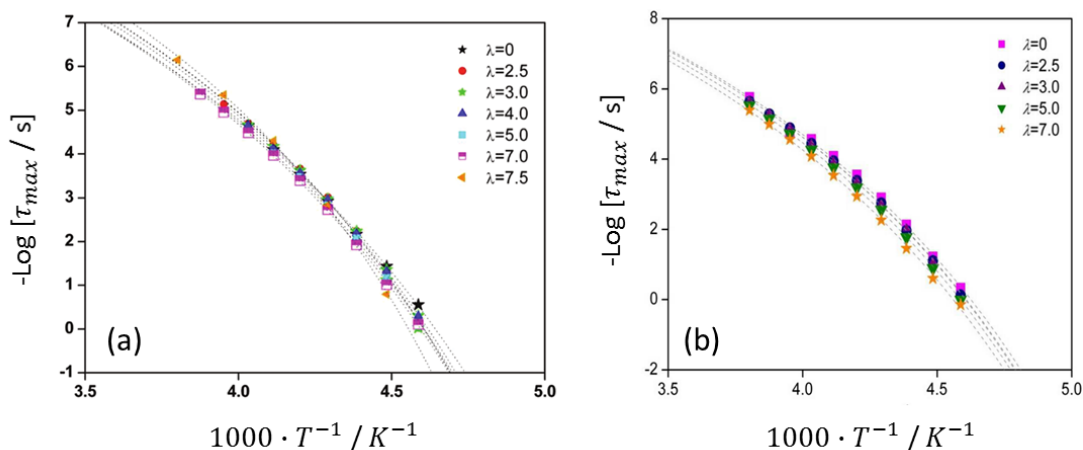 7
6
5
4
3
2
1
0
-1
-Log [τmax / s]
λ=0
λ=2.5
λ=3.0
λ=4.0
λ=5.0
λ=7.0
λ=7.5
(a)
3.5 4.0 4.5 5.0
1000 · T⁻¹ / K⁻¹
8
6
4
2
0
-2
-Log [τmax / s]
λ=0
λ=2.5
λ=3.0
λ=5.0
λ=7.0
(b)
3.5 4.0 4.5 5.0
1000 · T⁻¹ / K⁻¹